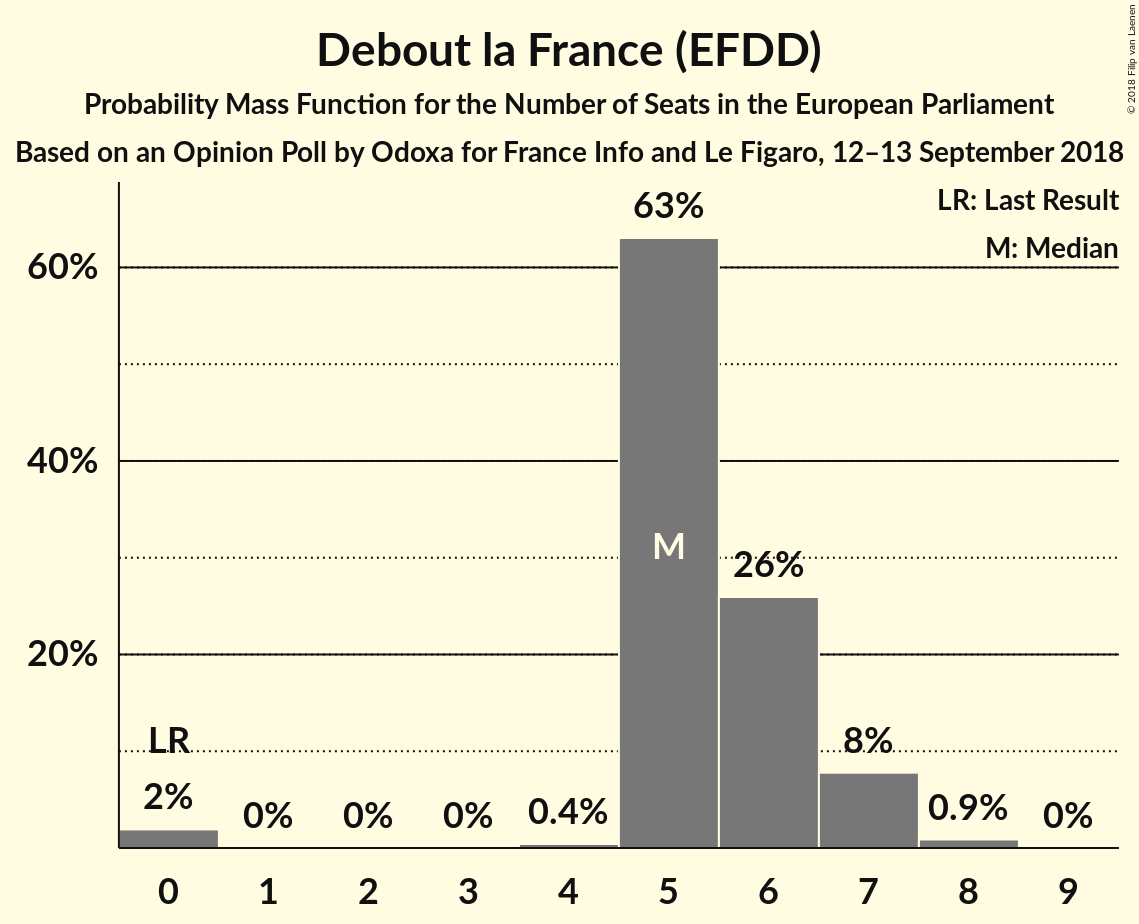 Debout la France (EFDD)
Probability Mass Function for the Number of Seats in the European Parliament
Based on an Opinion Poll by Odoxa for France Info and Le Figaro, 12–13 September 2018
© 2018 Filip van Laenen
LR: Last Result
M: Median
63%
60%
40%
M
26%
20%
LR
8%
2%
0%
0%
0%
0.4%
0.9%
0%
0 1 2 3 4 5 6 7 8 9